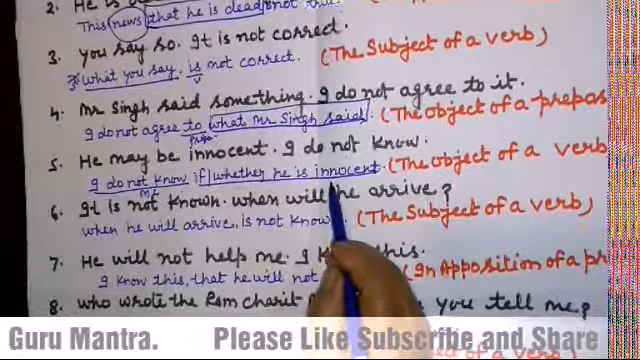 2. He is
This news that he is dead is not true.
3. You say so. It is not correct.
What you say, is not correct. (The Subject of a verb)
4. Mr Singh said something. I do not agree to it.
I do not agree to what Mr Singh said. (The Object of a prepos
5. He may be innocent. I do not know.
I do not know if/whether he is innocent. (The Object of a verb
6. It is not known. When will he arrive?
when he will arrive, is not know (The Subject of a verb)
7. He will not help me. I this.
I know this, that he will not (In Apposition of a pr
8. Who wrote the Ram charit you tell me?
Guru Mantra. Please Like Subscribe and Share